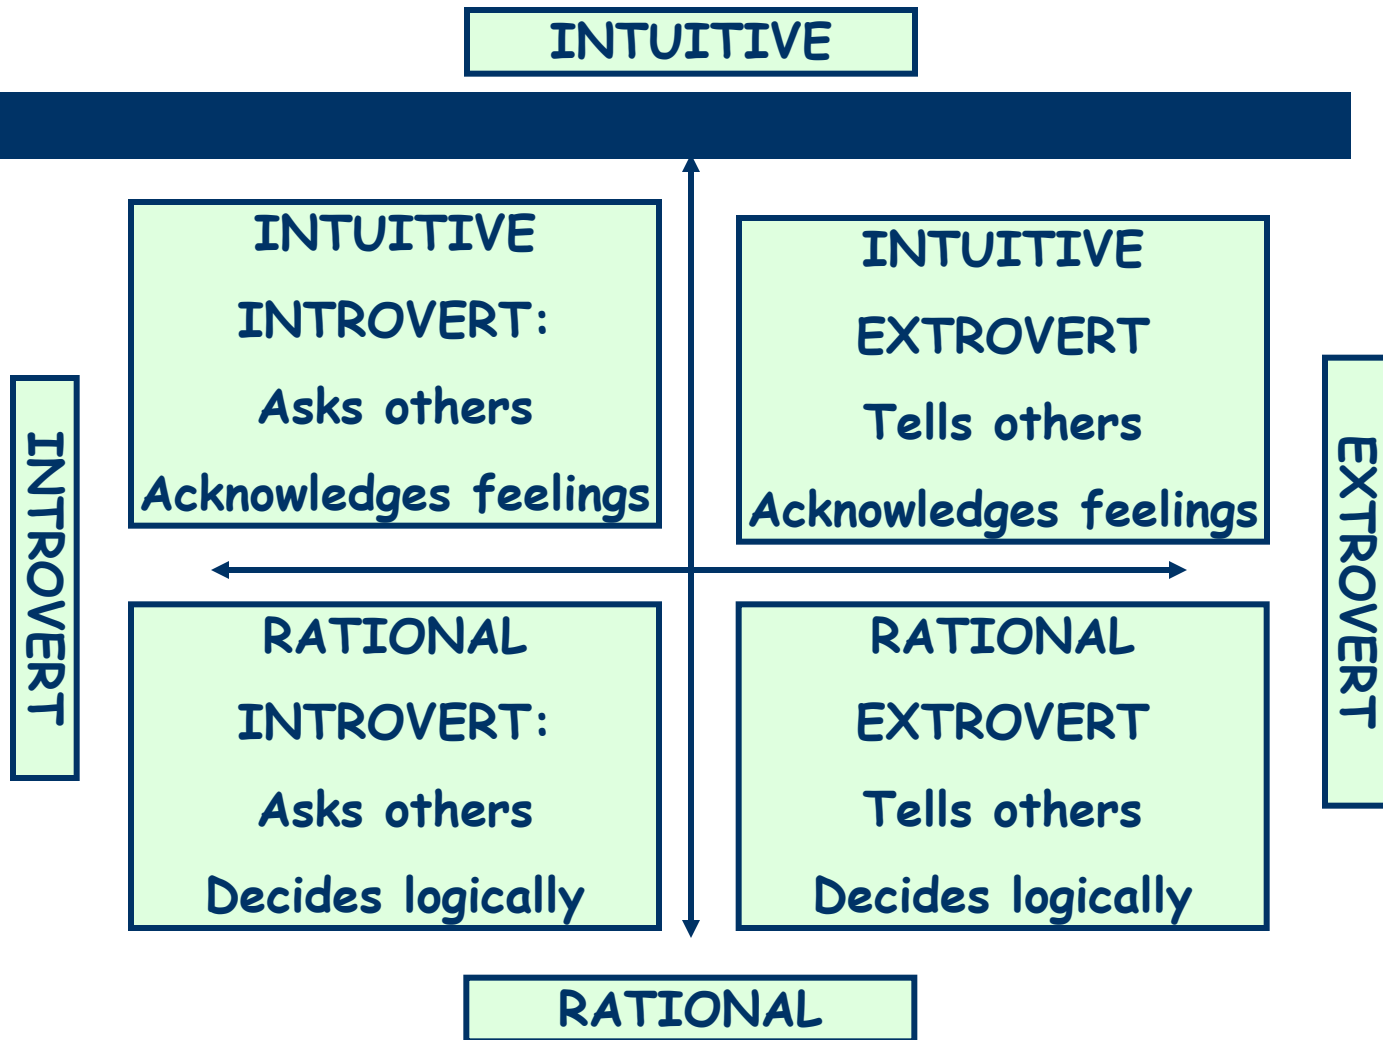 INTUITIVE
INTUITIVE
INTROVERT:
Asks others
Acknowledges feelings
INTUITIVE
EXTROVERT
Tells others
Acknowledges feelings
INTROVERT
EXTROVERT
RATIONAL
INTROVERT:
Asks others
Decides logically
RATIONAL
EXTROVERT
Tells others
Decides logically
RATIONAL